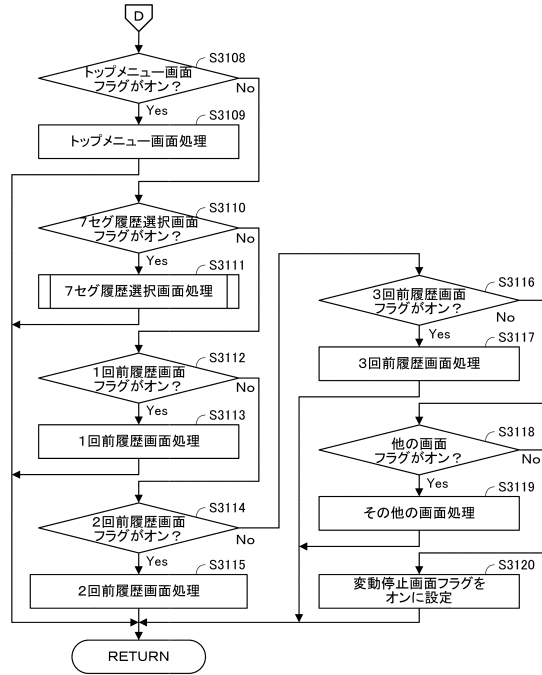 D
S3108
トップメニュー画面
フラグがオン？
No
Yes
S3109
トップメニュー画面処理
S3110
7セグ履歴選択画面
フラグがオン？
No
Yes
S3111
7セグ履歴選択画面処理
S3112
1回前履歴画面
フラグがオン？
No
Yes
S3113
1回前履歴画面処理
S3114
2回前履歴画面
フラグがオン？
No
Yes
S3115
2回前履歴画面処理
RETURN
S3116
3回前履歴画面
フラグがオン？
No
Yes
S3117
3回前履歴画面処理
S3118
他の画面
フラグがオン？
No
Yes
S3119
その他の画面処理
S3120
変動停止画面フラグを
オンに設定